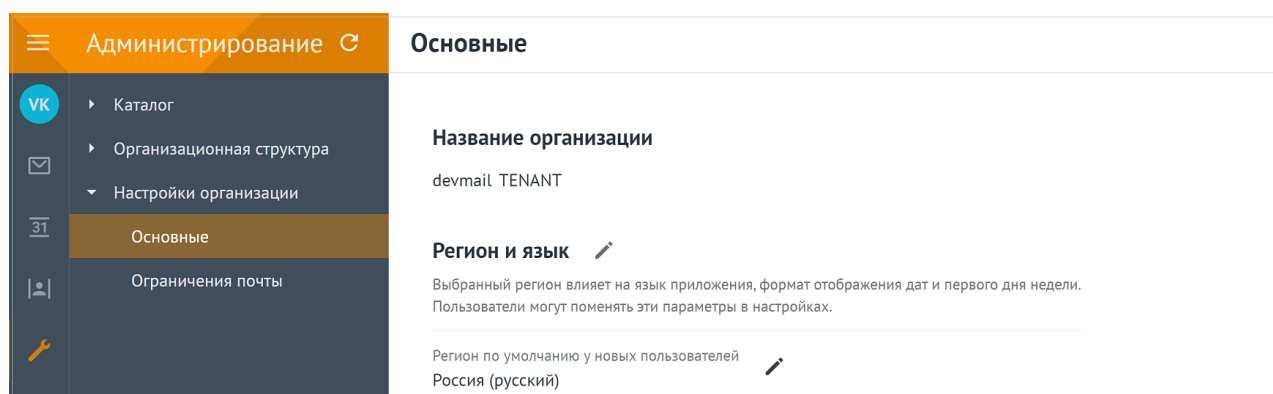 Администрирование
Основные
VK
Каталог
Организационная структура
Настройки организации
31
Основные
Ограничения почты
Название организации
devmail TENANT
Регион и язык
Выбранный регион влияет на язык приложения, формат отображения дат и первого дня недели.
Пользователи могут поменять эти параметры в настройках.
Регион по умолчанию у новых пользователей
Россия (русский)